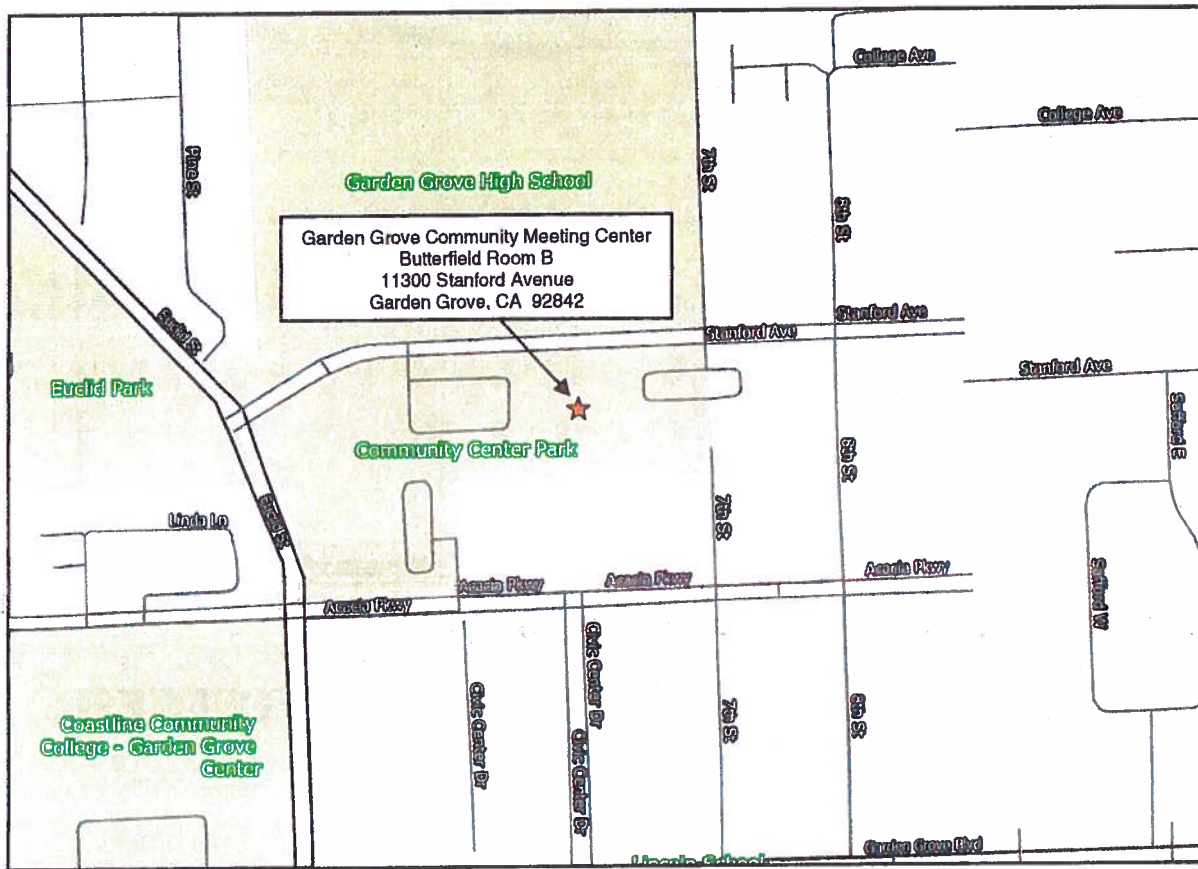 College Ave
College Ave
Pine St
7th St
Garden Grove High School
6th St
Garden Grove Community Meeting Center
Butterfield Room B
11300 Stanford Avenue
Garden Grove, CA 92842
Euclid St
Stanford Ave
Stanford Ave
Stanford Ave
Euclid Park
Community Center Park
6th St
7th St
Euclid St
Linda Ln
Acacia Pkwy
Acacia Pkwy
Acacia Pkwy
Acacia Pkwy
Civic Center Dr
Civic Center Dr
Civic Center Dr
7th St
6th St
Coastline Community
College - Garden Grove
Center
Garden Grove Blvd
Lincoln School